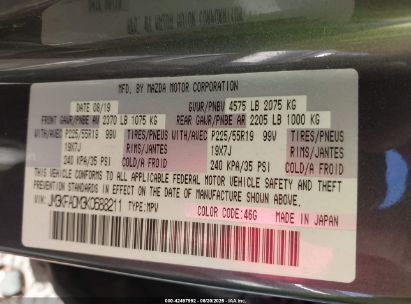 MFD. BY MAZDA MOTOR CORPORATION
DATE 08/19 GVWR/PNBV 4575 LB 2075 KG
FRONT GAWR/PNBE AV 2370 LB 1075 KG REAR GAWR/PNBE AR 2205 LB 1000 KG
WITH/AVEC P225/55R19 99V TIRES/PNEUS WITH/AVEC P225/55R19 99V TIRES/PNEUS
19X7J RIMS/JANTES 19X7J RIMS/JANTES
240 KPA/35 PSI COLD/A FROID 240 KPA/35 PSI COLD/A FROID
THIS VEHICLE CONFORMS TO ALL APPLICABLE FEDERAL MOTOR VEHICLE SAFETY AND THEFT
PREVENTION STANDARDS IN EFFECT ON THE DATE OF MANUFACTURE SHOWN ABOVE.
VIN: JM3KFADM3K0688211 TYPE:MPV COLOR CODE:46G MADE IN JAPAN